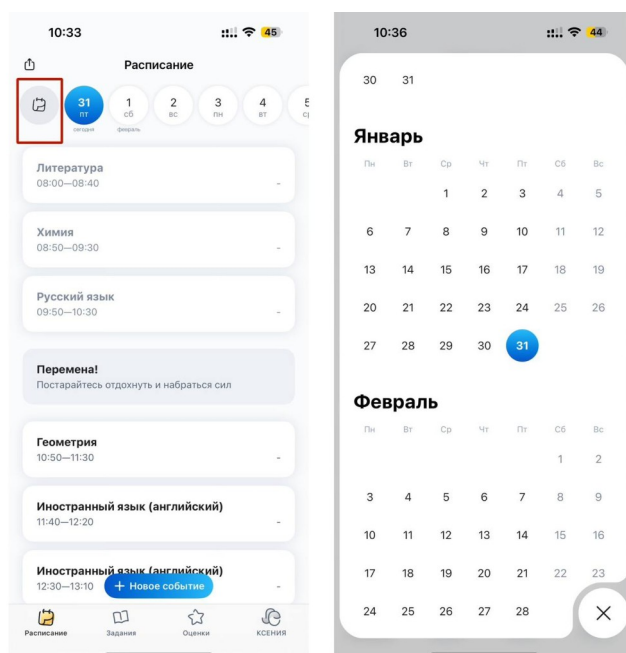 10:33
45
Расписание
31 1 2 3 4
пт сб вс пн вт
сегодня февраль
Литература
08:00—08:40 -
Химия
08:50—09:30 -
Русский язык
09:50—10:30 -
Перемена!
Постарайтесь отдохнуть и набраться сил
Геометрия
10:50—11:30 -
Иностранный язык (английский)
11:40—12:20 -
Иностранный язык (английский)
12:30—13:10 + Новое событие -
Расписание Задания Оценки КСЕНИЯ
10:36
44
30 31
Январь
Пн Вт Ср Чт Пт Сб Вс
1 2 3 4 5
6 7 8 9 10 11 12
13 14 15 16 17 18 19
20 21 22 23 24 25 26
27 28 29 30 31
Февраль
Пн Вт Ср Чт Пт Сб Вс
1 2
3 4 5 6 7 8 9
10 11 12 13 14 15 16
17 18 19 20 21 22 23
24 25 26 27 28